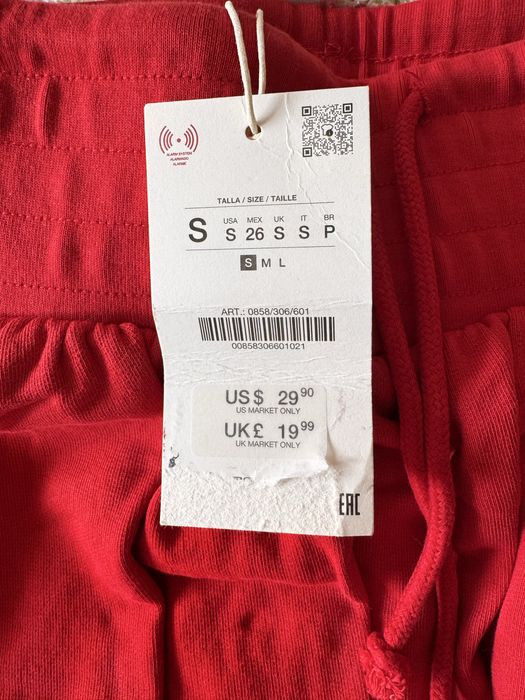 ALARM SYSTEM
ALARMADO
ALARME
TALLA / SIZE / TAILLE
USA MEX UK IT BR
S S 26 S S P
S M L
ART.: 0858/306/601
00858306601021
US $ 29 90
US MARKET ONLY
UK £ 19 99
UK MARKET ONLY
EAC